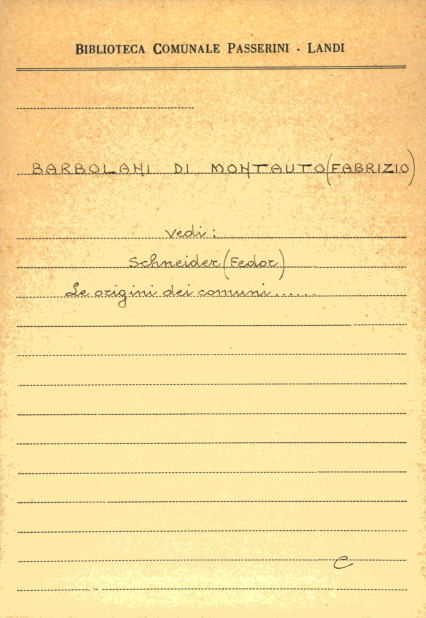 BIBLIOTECA COMUNALE PASSERINI - LANDI
BARBOLANI DI MONTAUTO (FABRIZIO)
vedi:
Schneider (Fedor)
Le origini dei comuni.....
C